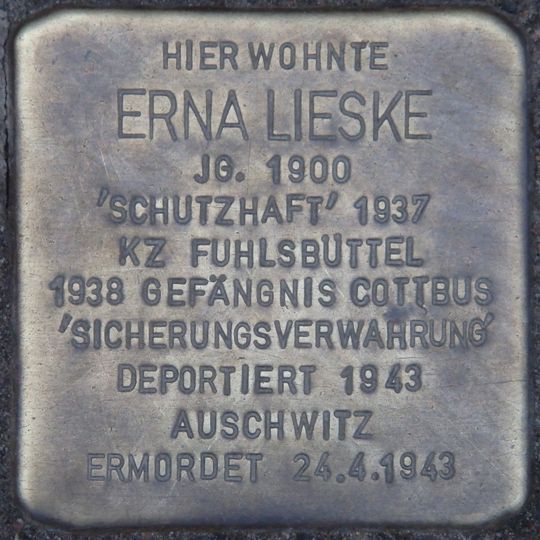 HIER WOHNTE
ERNA LIESKE
JG. 1900
'SCHUTZHAFT' 1937
KZ FUHLSBÜTTEL
1938 GEFÄNGNIS COTTBUS
'SICHERUNGSVERWAHRUNG'
DEPORTIERT 1943
AUSCHWITZ
ERMORDET 24.4.1943